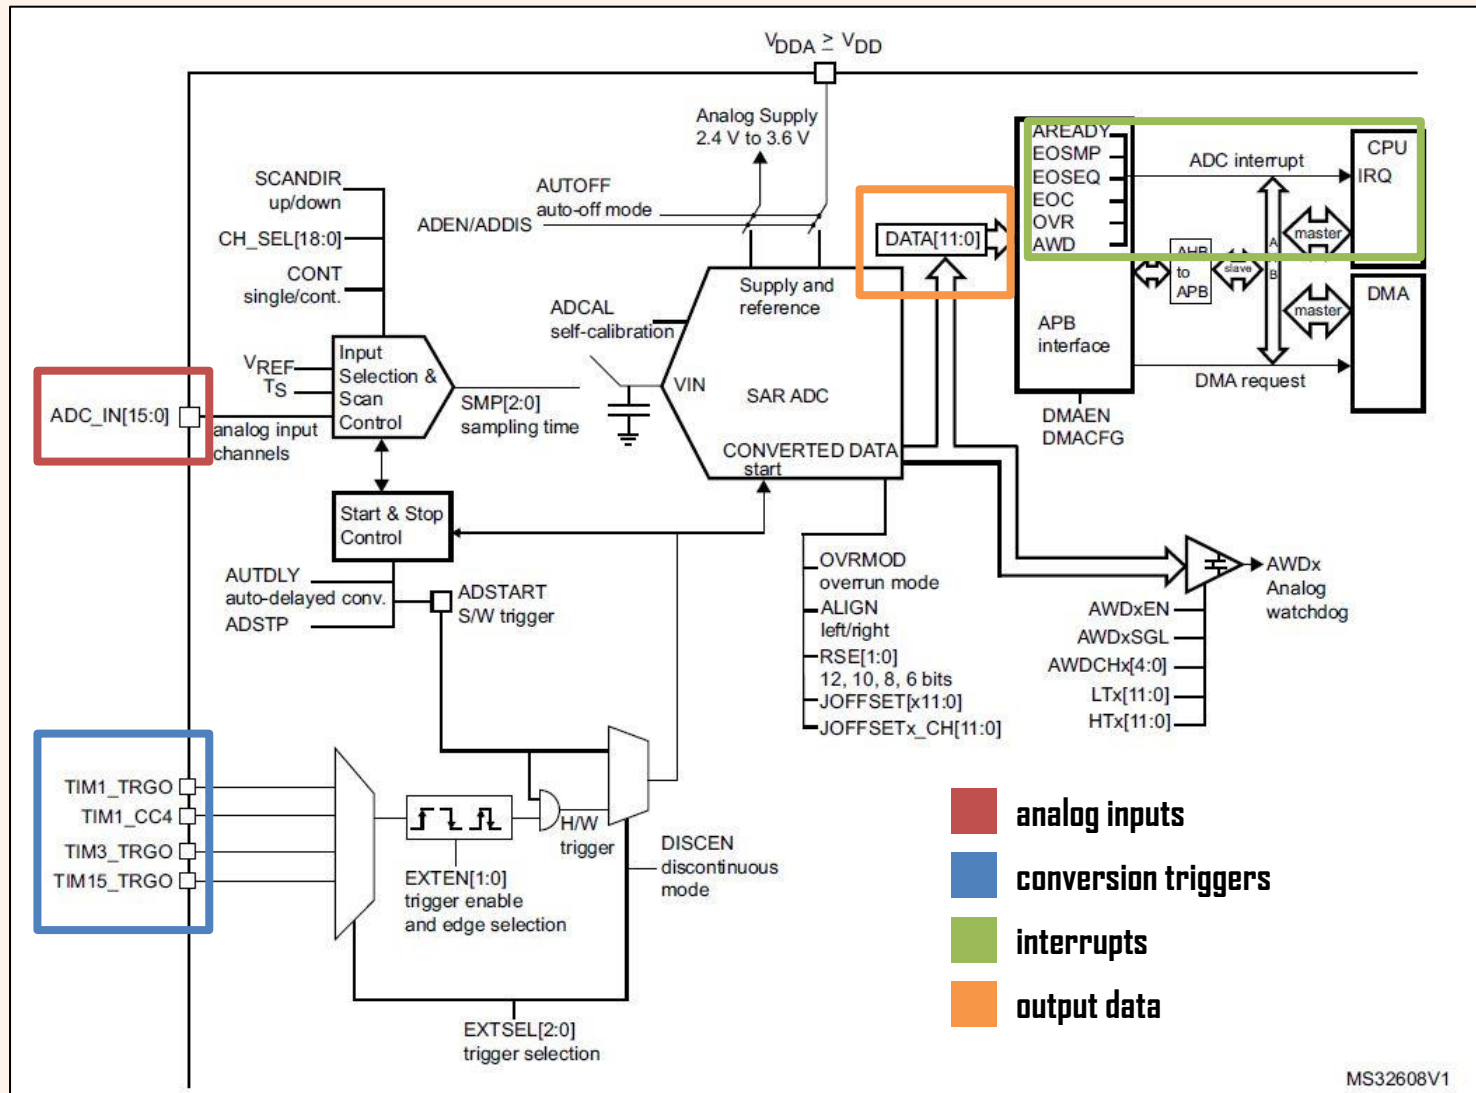 VDDA ≥ VDD
Analog Supply
2.4 V to 3.6 V
SCANDIR
up/down
CH_SEL[18:0]
CONT
single/cont.
AUTOFF
auto-off mode
ADEN/ADDIS
ADCAL
self-calibration
Supply and
reference
DATA[11:0]
AREADY
EOSMP
EOSEQ
EOC
OVR
AWD
ADC interrupt
CPU
IRQ
master
AHB
to
APB
slave
A
B
master
DMA
APB
interface
DMA request
DMAEN
DMACFG
VREF
TS
ADC_IN[15:0]
analog input
channels
Input
Selection &
Scan
Control
SMP[2:0]
sampling time
VIN
SAR ADC
CONVERTED DATA
start
Start & Stop
Control
AUTDLY
auto-delayed conv.
ADSTP
ADSTART
S/W trigger
OVRMOD
overrun mode
ALIGN
left/right
RSE[1:0]
12, 10, 8, 6 bits
JOFFSET[x11:0]
JOFFSETx_CH[11:0]
AWDx
Analog
watchdog
AWDxEN
AWDxSGL
AWDCHx[4:0]
LTx[11:0]
HTx[11:0]
TIM1_TRGO
TIM1_CC4
TIM3_TRGO
TIM15_TRGO
H/W
trigger
EXTEN[1:0]
trigger enable
and edge selection
DISCEN
discontinuous
mode
EXTSEL[2:0]
trigger selection
analog inputs
conversion triggers
interrupts
output data
MS32608V1